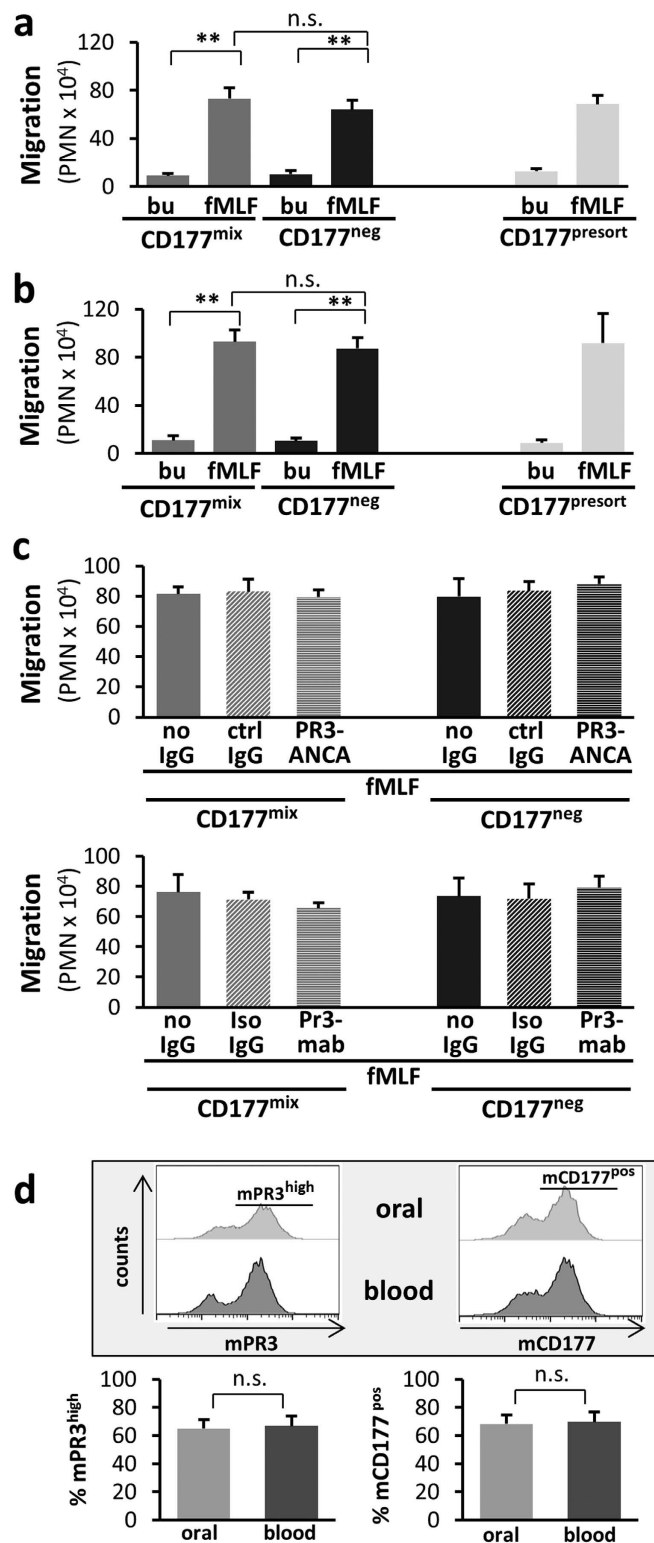 a
n.s.
**
**
Migration
(PMN x 10⁴)
120
80
40
0
bu fMLF bu fMLF bu fMLF
CD177mix CD177neg CD177presort
b
n.s.
**
**
Migration
(PMN x 10⁴)
120
80
40
0
bu fMLF bu fMLF bu fMLF
CD177mix CD177neg CD177presort
c
Migration
(PMN x 10⁴)
100
80
60
40
20
0
no ctrl PR3- no ctrl PR3-
IgG IgG ANCA IgG IgG ANCA
fMLF
CD177mix CD177neg
Migration
(PMN x 10⁴)
100
80
60
40
20
0
no Iso Pr3- no Iso Pr3-
IgG IgG mab IgG IgG mab
fMLF
CD177mix CD177neg
d
counts
mPR3high
oral
mCD177pos
blood
mPR3
mCD177
% mPR3high
100
80
60
40
20
0
n.s.
oral blood
% mCD177 pos
100
80
60
40
20
0
n.s.
oral blood